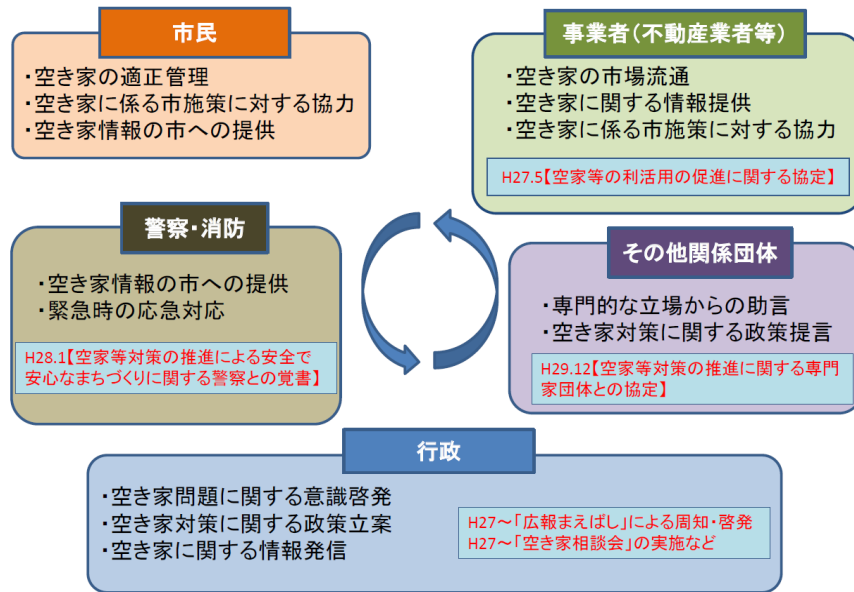 市民
・空き家の適正管理
・空き家に係る市施策に対する協力
・空き家情報の市への提供
事業者(不動産業者等)
・空き家の市場流通
・空き家に関する情報提供
・空き家に係る市施策に対する協力
H27.5【空家等の利活用の促進に関する協定】
警察・消防
・空き家情報の市への提供
・緊急時の応急対応
H28.1【空家等対策の推進による安全で
安心なまちづくりに関する警察との覚書】
その他関係団体
・専門的な立場からの助言
・空き家対策に関する政策提言
H29.12【空家等対策の推進に関する専門
家団体との協定】
行政
・空き家問題に関する意識啓発
・空き家対策に関する政策立案
・空き家に関する情報発信
H27～「広報まえばし」による周知・啓発
H27～「空き家相談会」の実施など